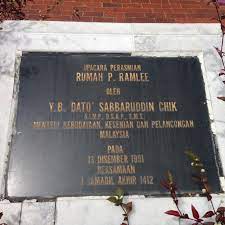 UPACARA PERASMIAN
RUMAH P. RAMLEE
OLEH
Y.B. DATO' SABBARUDDIN CHIK
S.I.M.P., D.S.A.P., K.M.N.
MENTERI KEBUDAYAAN, KESENIAN DAN PELANCONGAN
MALAYSIA
PADA
DISEMBER 1991
BERSAMAAN
JAMADIL AKHIR 1412